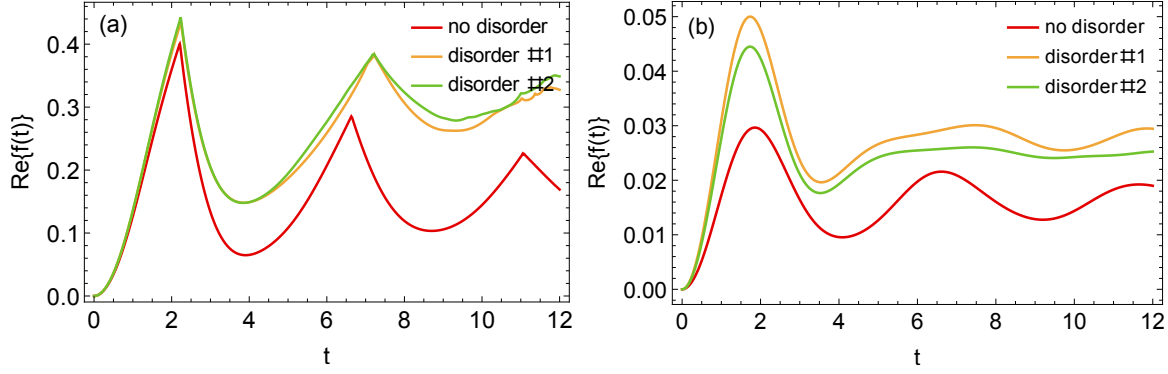 (a)
no disorder
disorder #1
disorder #2
Re{f(t)}
0.4
0.3
0.2
0.1
0.0
0 2 4 6 8 10 12
t
(b)
no disorder
disorder#1
disorder#2
Re{f(t)}
0.05
0.04
0.03
0.02
0.01
0.00
0 2 4 6 8 10 12
t